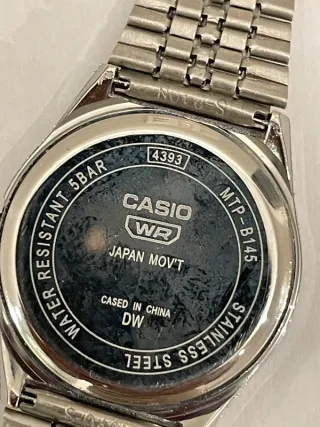 4393
WATER RESISTANT 5BAR
MTP-B145
STAINLESS STEEL
CASIO
WR
JAPAN MOV'T
CASED IN CHINA
DW